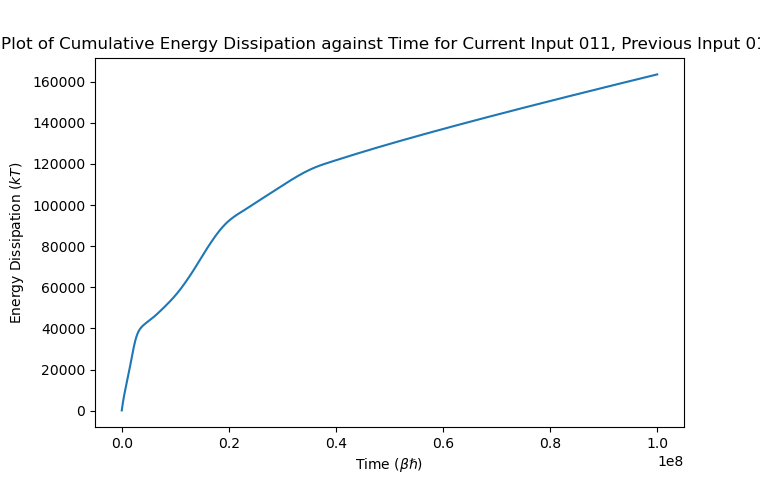 Plot of Cumulative Energy Dissipation against Time for Current Input 011, Previous Input 01
160000
140000
120000
100000
80000
60000
40000
20000
0
Energy Dissipation (kT)
0.0 0.2 0.4 0.6 0.8 1.0
1e8
Time (βħ)